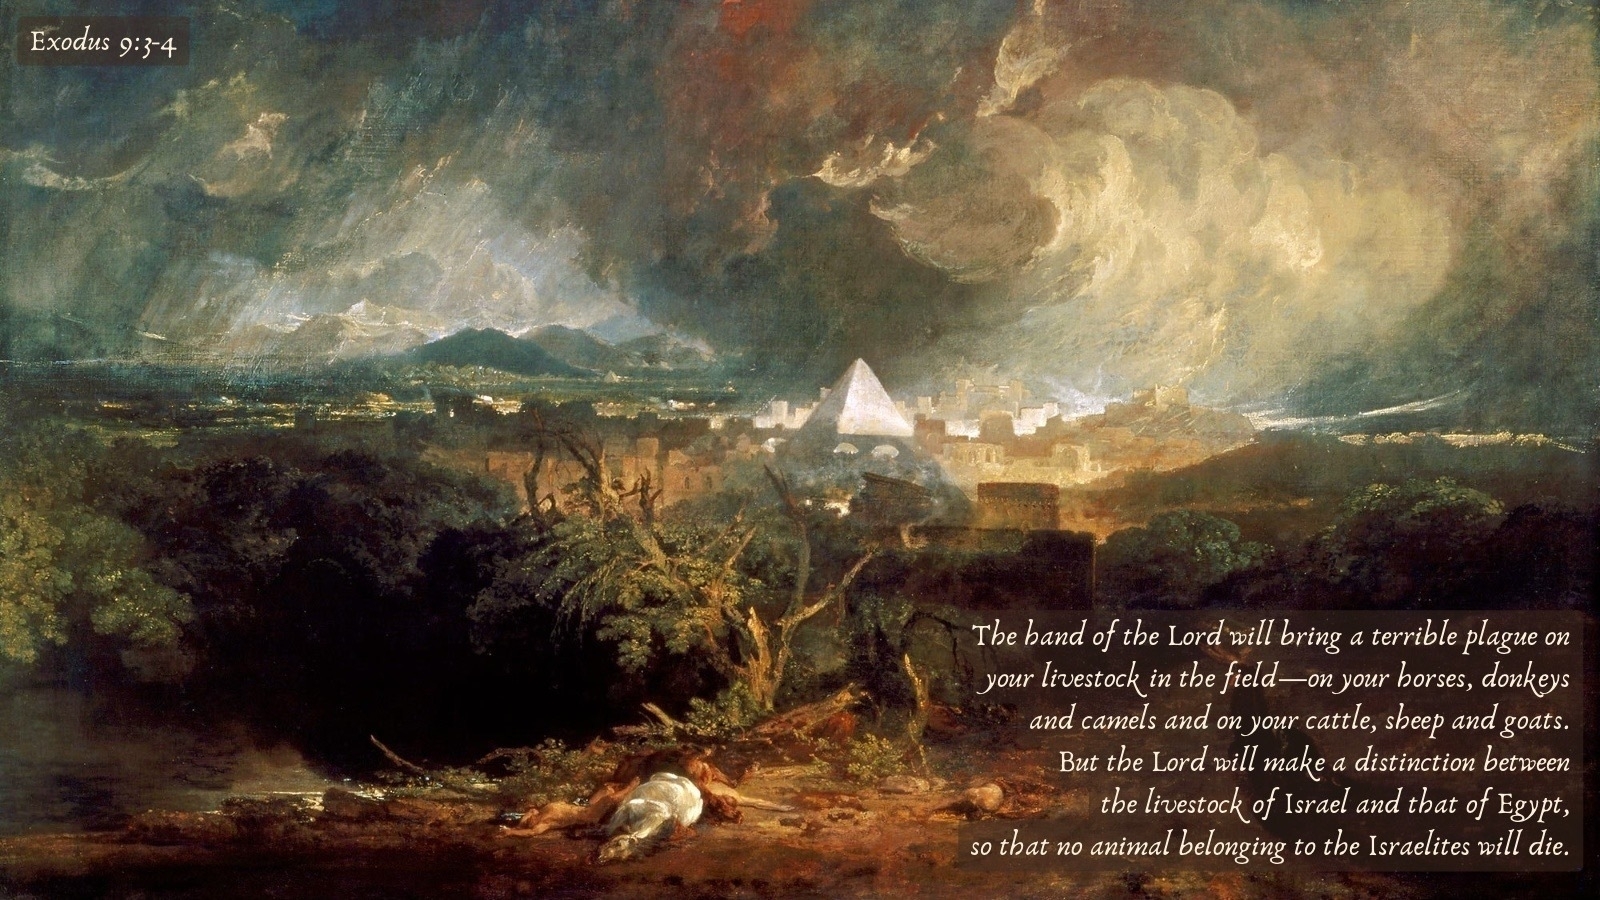 Exodus 9:3-4
The hand of the Lord will bring a terrible plague on
your livestock in the field—on your horses, donkeys
and camels and on your cattle, sheep and goats.
But the Lord will make a distinction between
the livestock of Israel and that of Egypt,
so that no animal belonging to the Israelites will die.